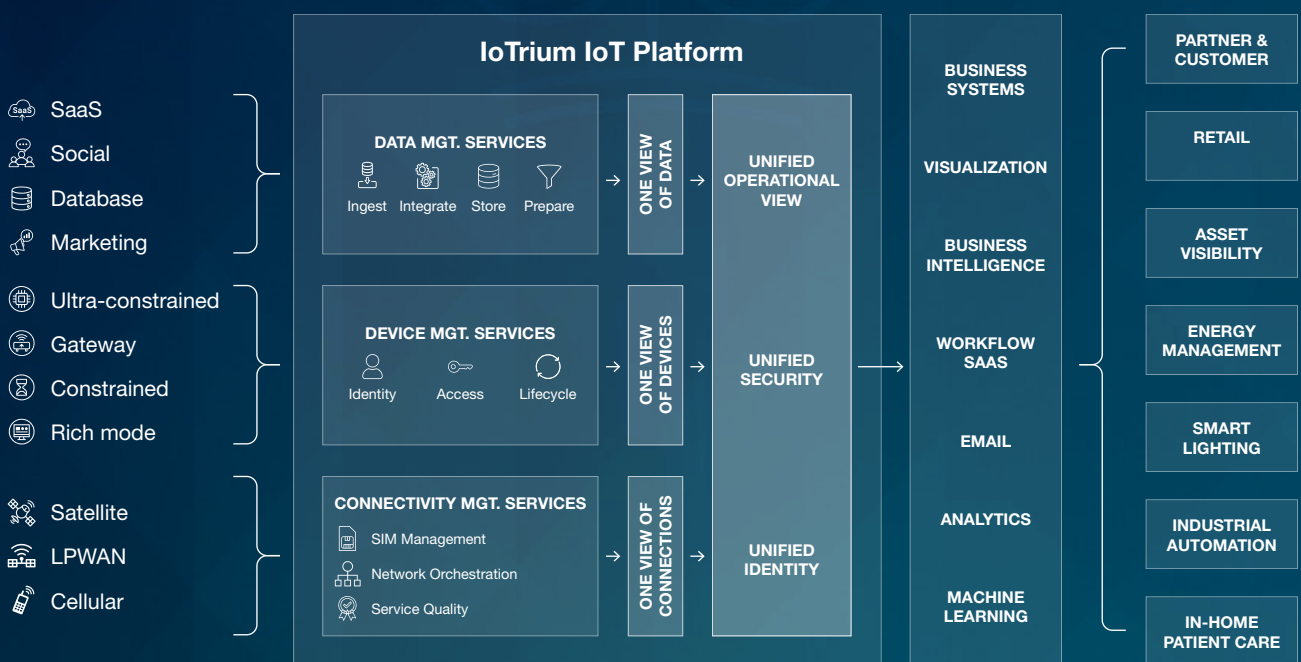 IoTrium IoT Platform
SaaS
SaaS
Social
Database
Marketing
Ultra-constrained
Gateway
Constrained
Rich mode
Satellite
LPWAN
Cellular
DATA MGT. SERVICES
Ingest
Integrate
Store
Prepare
DEVICE MGT. SERVICES
Identity
Access
Lifecycle
CONNECTIVITY MGT. SERVICES
SIM Management
Network Orchestration
Service Quality
ONE VIEW
OF DATA
ONE VIEW
OF DEVICES
ONE VIEW OF
CONNECTIONS
UNIFIED
OPERATIONAL
VIEW
UNIFIED
SECURITY
UNIFIED
IDENTITY
BUSINESS
SYSTEMS
VISUALIZATION
BUSINESS
INTELLIGENCE
WORKFLOW
SAAS
EMAIL
ANALYTICS
MACHINE
LEARNING
PARTNER &
CUSTOMER
RETAIL
ASSET
VISIBILITY
ENERGY
MANAGEMENT
SMART
LIGHTING
INDUSTRIAL
AUTOMATION
IN-HOME
PATIENT CARE